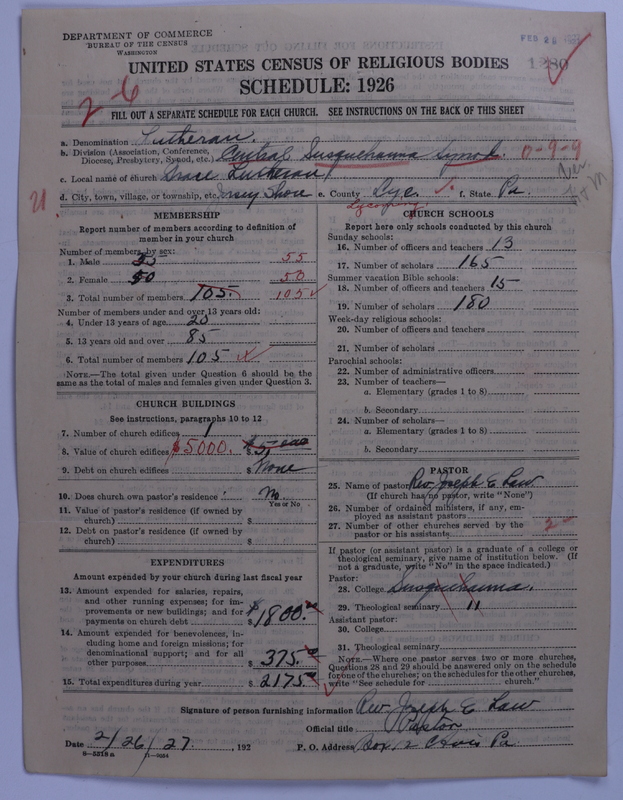 DEPARTMENT OF COMMERCE
BUREAU OF THE CENSUS
WASHINGTON
FEB 28
1280
UNITED STATES CENSUS OF RELIGIOUS BODIES
SCHEDULE: 1926
2-6
FILL OUT A SEPARATE SCHEDULE FOR EACH CHURCH. SEE INSTRUCTIONS ON THE BACK OF THIS SHEET
a. Denomination Lutheran
b. Division (Association, Conference, Diocese, Presbytery, Synod, etc.) Central Susquehanna Synod. 0-9-9
c. Local name of church Grace Lutheran
d. City, town, village, or township, etc. Jersey Shore e. County Lyc. f. State Pa.
Lycoming
21
MEMBERSHIP
Report number of members according to definition of member in your church
Number of members by sex:
1. Male 55 55
2. Female 50 50
3. Total number of members 105. 105
Number of members under and over 13 years old:
4. Under 13 years of age 20
5. 13 years old and over 85
6. Total number of members 105
NOTE.—The total given under Question 6 should be the same as the total of males and females given under Question 3.
CHURCH BUILDINGS
See instructions, paragraphs 10 to 12
7. Number of church edifices 1
8. Value of church edifices $5000. $
9. Debt on church edifices $ None
10. Does church own pastor's residence? No
Yes or No
11. Value of pastor's residence (if owned by church) $
12. Debt on pastor's residence (if owned by church) $
EXPENDITURES
Amount expended by your church during last fiscal year
13. Amount expended for salaries, repairs, and other running expenses; for improvements or new buildings; and for payments on church debt $1800.
14. Amount expended for benevolences, including home and foreign missions; for denominational support; and for all other purposes $ 375.
15. Total expenditures during year $ 2175
CHURCH SCHOOLS
Report here only schools conducted by this church
Sunday schools:
16. Number of officers and teachers 13
17. Number of scholars 165
Summer vacation Bible schools:
18. Number of officers and teachers 15
19. Number of scholars 180
Week-day religious schools:
20. Number of officers and teachers
21. Number of scholars
Parochial schools:
22. Number of administrative officers
23. Number of teachers—
a. Elementary (grades 1 to 8)
b. Secondary
24. Number of scholars—
a. Elementary (grades 1 to 8)
b. Secondary
PASTOR
25. Name of pastor Rev. Joseph E Law
(If church has no pastor, write "None")
26. Number of ordained ministers, if any, employed as assistant pastors
27. Number of other churches served by the pastor or his assistants 2
If pastor (or assistant pastor) is a graduate of a college or theological seminary, give name of institution below. (If not a graduate, write "No" in the space indicated.)
Pastor:
28. College Susquehanna.
29. Theological seminary "
Assistant pastor:
30. College
31. Theological seminary
NOTE.—Where one pastor serves two or more churches, Questions 28 and 29 should be answered only on the schedule for one of the churches; on the schedules for the other churches, write "See schedule for church."
Signature of person furnishing information Rev. Joseph E Law
Official title Pastor
Date 2/26/27., 192 P. O. Address Box 12 Avis Pa